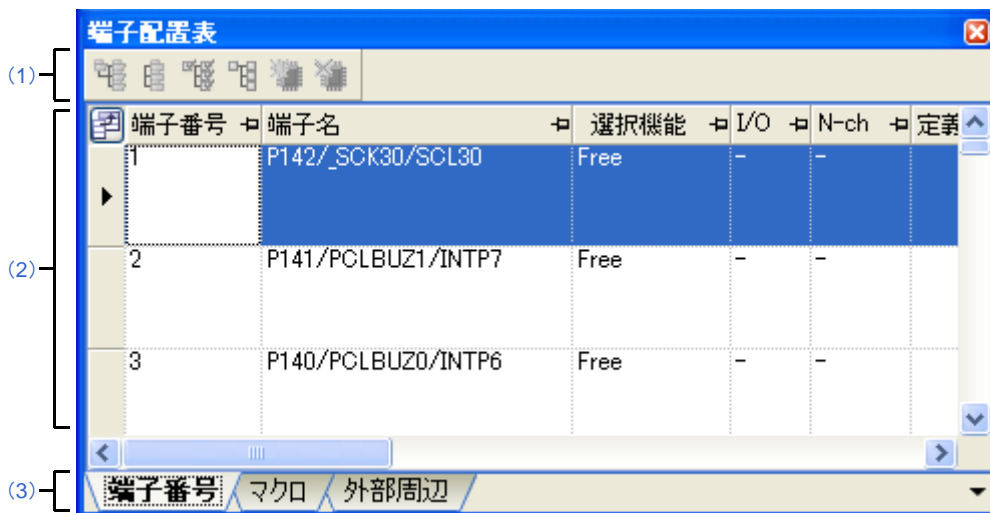 端子配置表
(1)
端子番号 端子名 選択機能 I/O N-ch 定義
1 P142/_SCK30/SCL30 Free - -
(2)
2 P141/PCLBUZ1/INTP7 Free - -
3 P140/PCLBUZ0/INTP6 Free - -
(3)
端子番号 マクロ 外部周辺